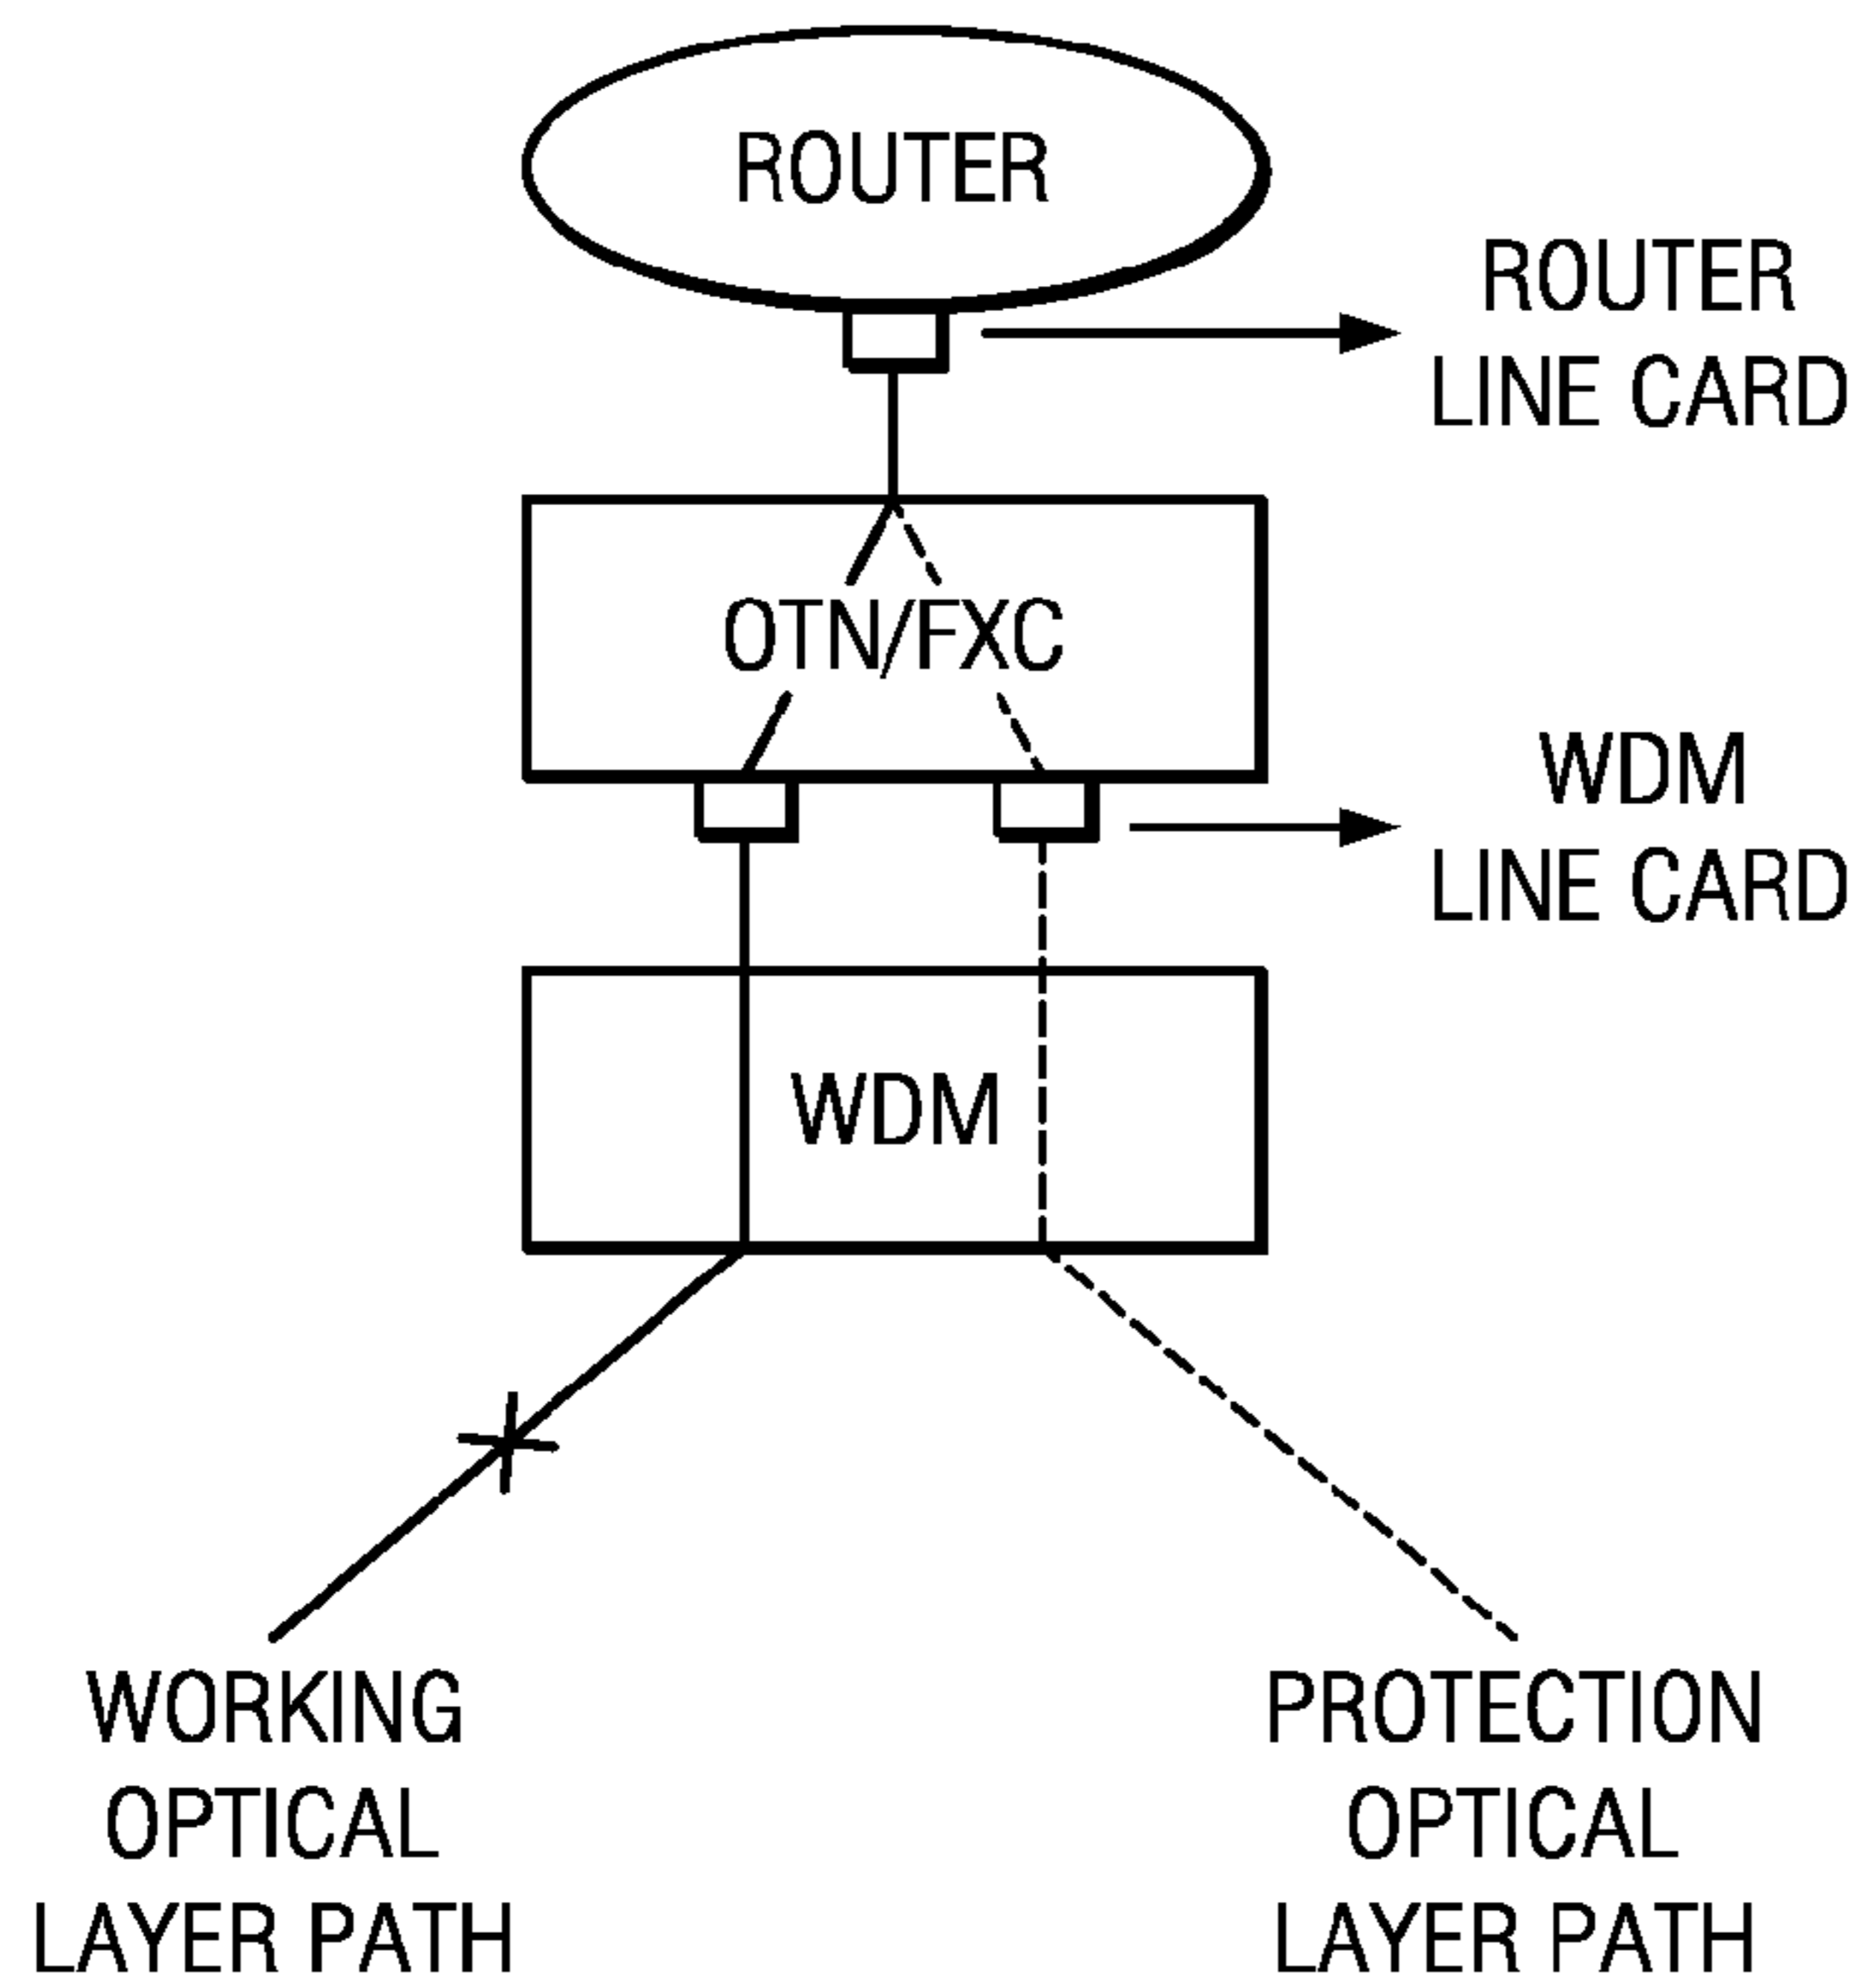 ROUTER
ROUTER
LINE CARD
OTN/FXC
WDM
LINE CARD
WDM
WORKING
OPTICAL
LAYER PATH
PROTECTION
OPTICAL
LAYER PATH